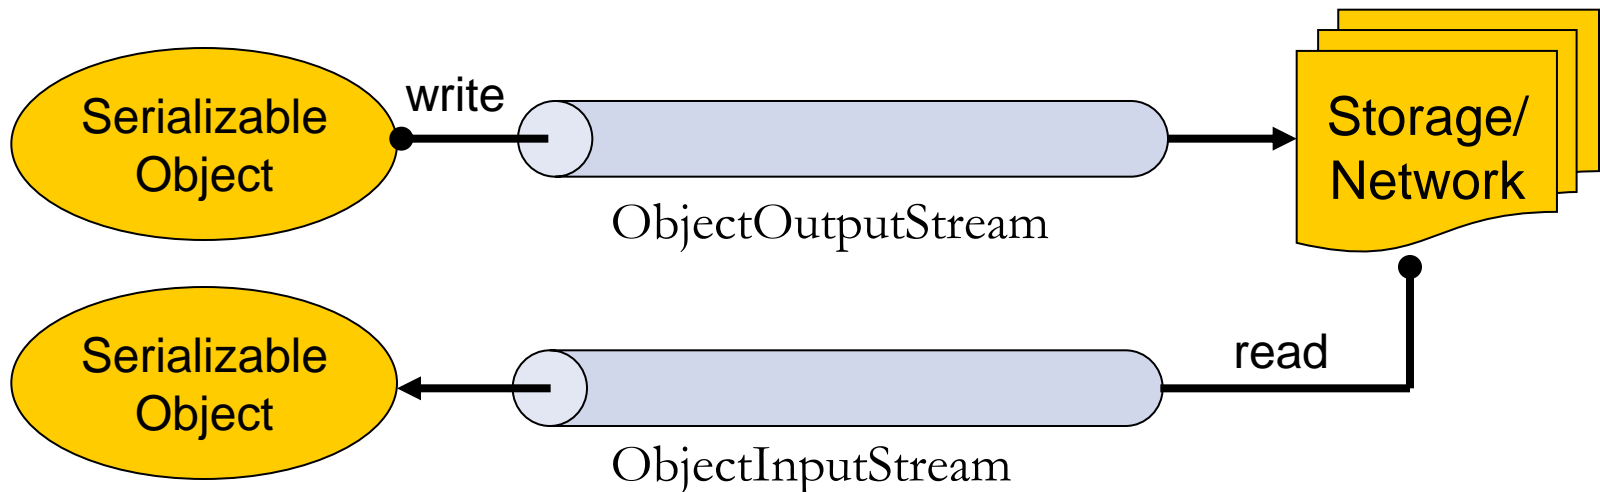 Serializable
Object
write
ObjectOutputStream
Storage/
Network
Serializable
Object
read
ObjectInputStream